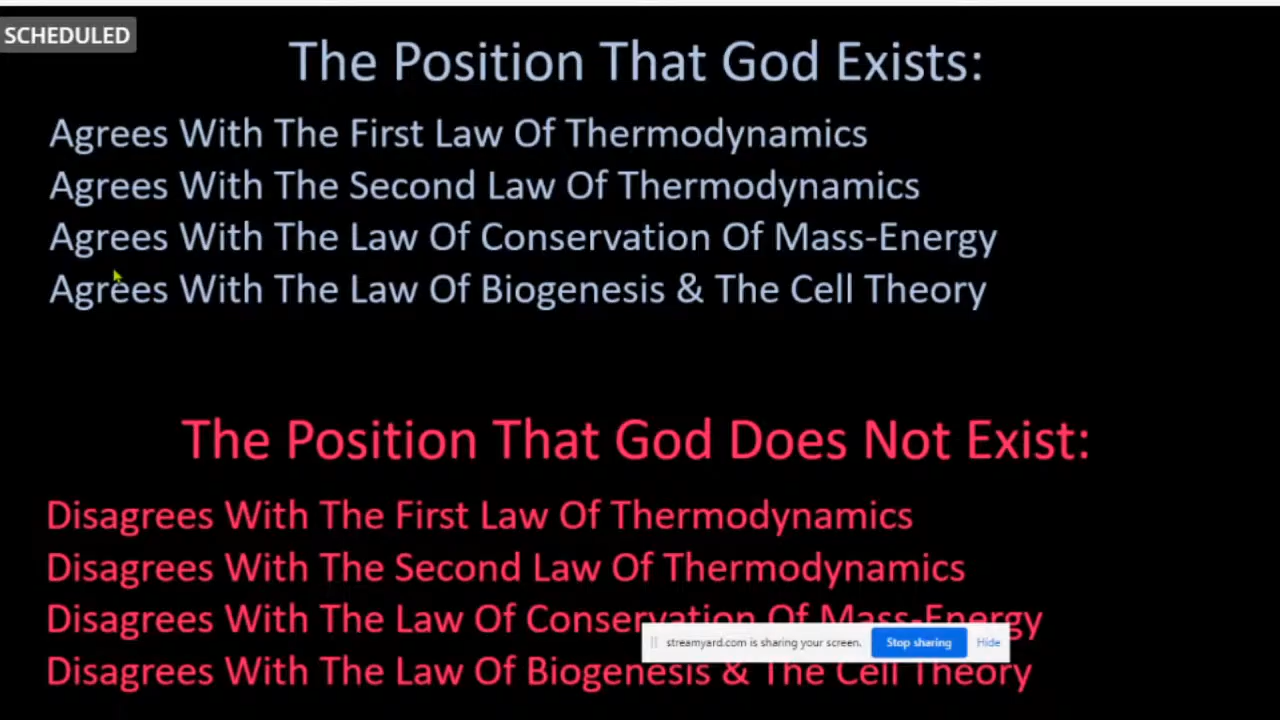 SCHEDULED
The Position That God Exists:
Agrees With The First Law Of Thermodynamics
Agrees With The Second Law Of Thermodynamics
Agrees With The Law Of Conservation Of Mass-Energy
Agrees With The Law Of Biogenesis & The Cell Theory
The Position That God Does Not Exist:
Disagrees With The First Law Of Thermodynamics
Disagrees With The Second Law Of Thermodynamics
Disagrees With The Law Of Conservation Of Mass-Energy
streamyard.com is sharing your screen. Stop sharing Hide
Disagrees With The Law Of Biogenesis & The Cell Theory